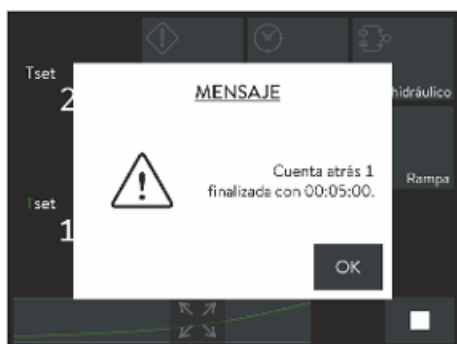 Tset
2
MENSAJE
hidráulico
Cuenta atrás 1
finalizada con 00:05:00.
Rampa
Tset
1
OK